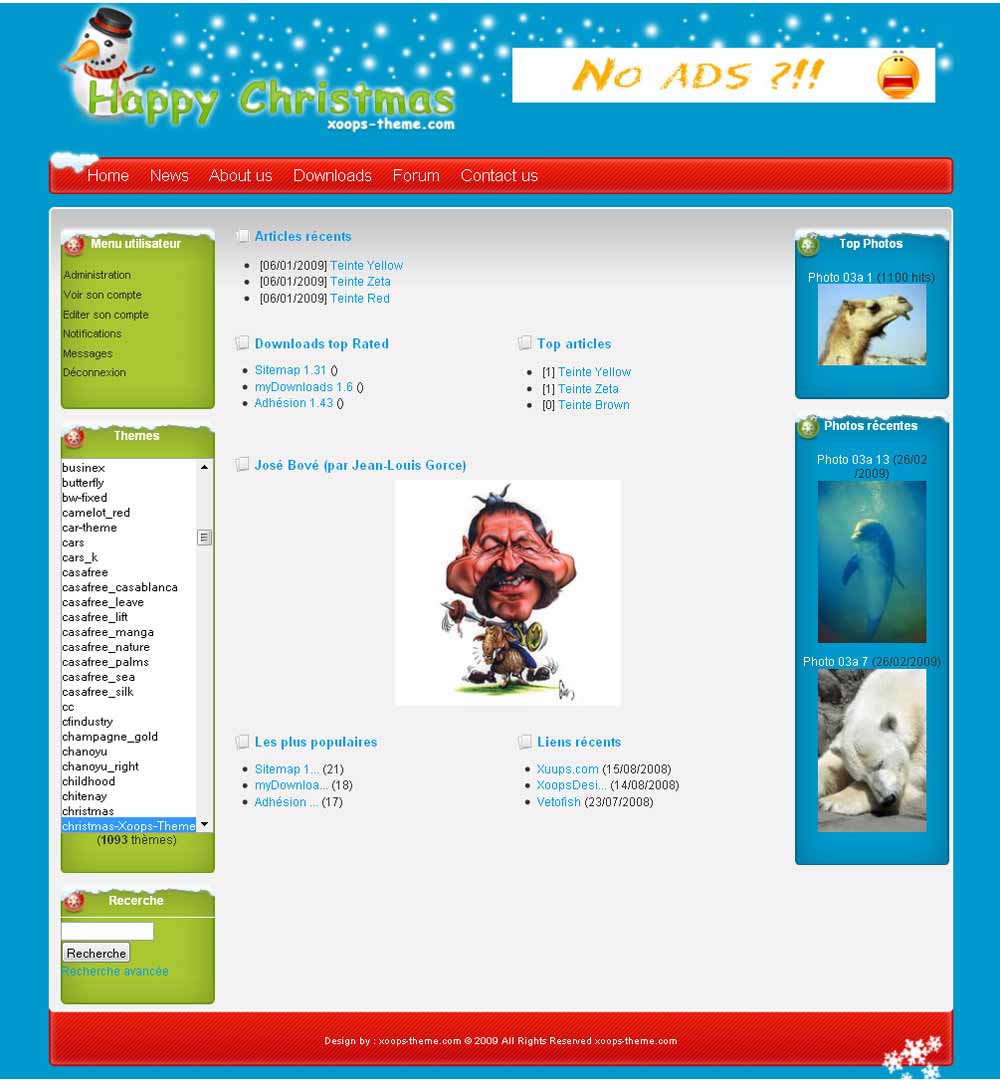 Happy Christmas
xoops-theme.com
No ADS ?!!
Home News About us Downloads Forum Contact us
Menu utilisateur
Administration
Voir son compte
Editer son compte
Notifications
Messages
Déconnexion
Themes
businex
butterfly
bw-fixed
camelot_red
car-theme
cars
cars_k
casafree
casafree_casablanca
casafree_leave
casafree_lift
casafree_manga
casafree_nature
casafree_palms
casafree_sea
casafree_silk
cc
cfindustry
champagne_gold
chanoyu
chanoyu_right
childhood
chitenay
christmas
christmas-Xoops-Theme
(1093 thèmes)
Recerche
Recherche
Recherche avancée
Articles récents
[06/01/2009] Teinte Yellow
[06/01/2009] Teinte Zeta
[06/01/2009] Teinte Red
Downloads top Rated
Sitemap 1.31 ()
myDownloads 1.6 ()
Adhésion 1.43 ()
Top articles
[1] Teinte Yellow
[1] Teinte Zeta
[0] Teinte Brown
José Bové (par Jean-Louis Gorce)
Les plus populaires
Sitemap 1... (21)
myDownloa... (18)
Adhésion ... (17)
Liens récents
Xuups.com (15/08/2008)
XoopsDesi... (14/08/2008)
Vetofish (23/07/2008)
Top Photos
Photo 03a 1 (1100 hits)
Photos récentes
Photo 03a 13 (26/02
/2009)
Photo 03a 7 (26/02/2009)
Design by : xoops-theme.com © 2009 All Rights Reserved xoops-theme.com